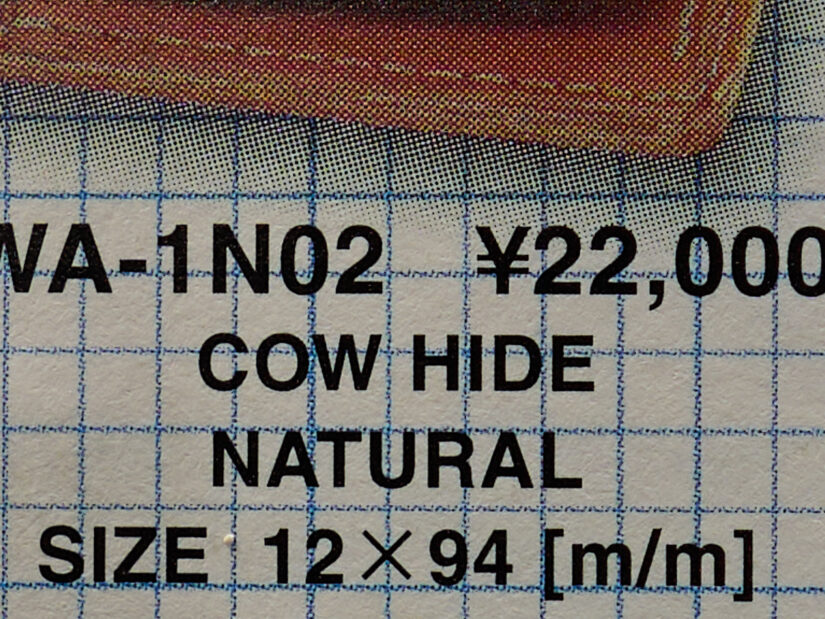 WA-1N02 ¥22,000
COW HIDE
NATURAL
SIZE 12×94 [m/m]